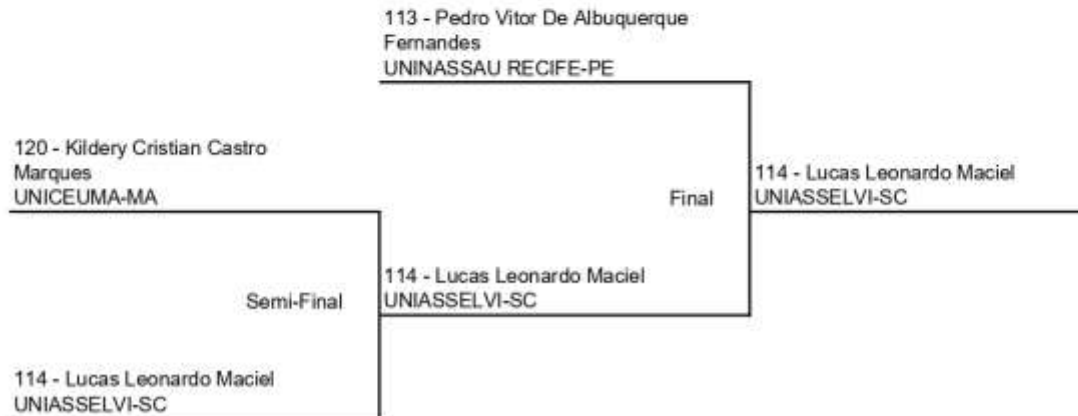 113 - Pedro Vitor De Albuquerque
Fernandes
UNINASSAU RECIFE-PE
120 - Kildery Cristian Castro
Marques
UNICEUMA-MA
Final
114 - Lucas Leonardo Maciel
UNIASSELVI-SC
Semi-Final
114 - Lucas Leonardo Maciel
UNIASSELVI-SC
114 - Lucas Leonardo Maciel
UNIASSELVI-SC